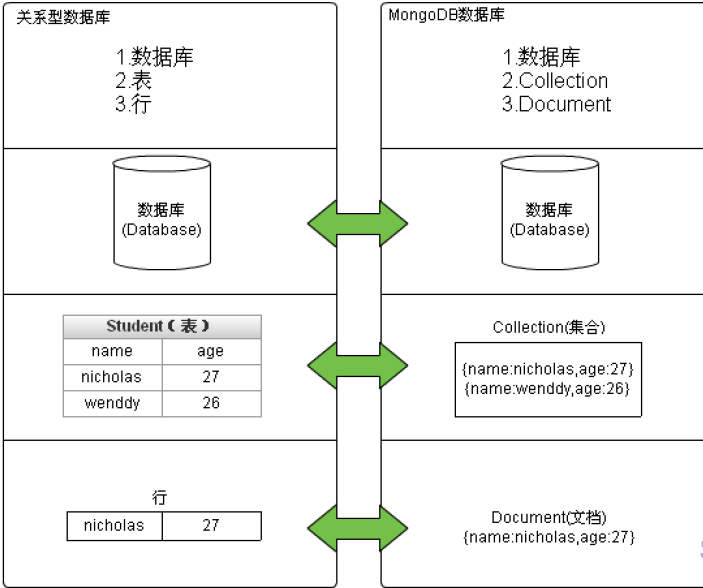 关系型数据库
1.数据库
2.表
3.行
数据库
(Database)
Student（表）
name age
nicholas 27
wenddy 26
行
nicholas 27
MongoDB数据库
1.数据库
2.Collection
3.Document
数据库
(Database)
Collection(集合)
{name:nicholas,age:27}
{name:wenddy,age:26}
Document(文档)
{name:nicholas,age:27}